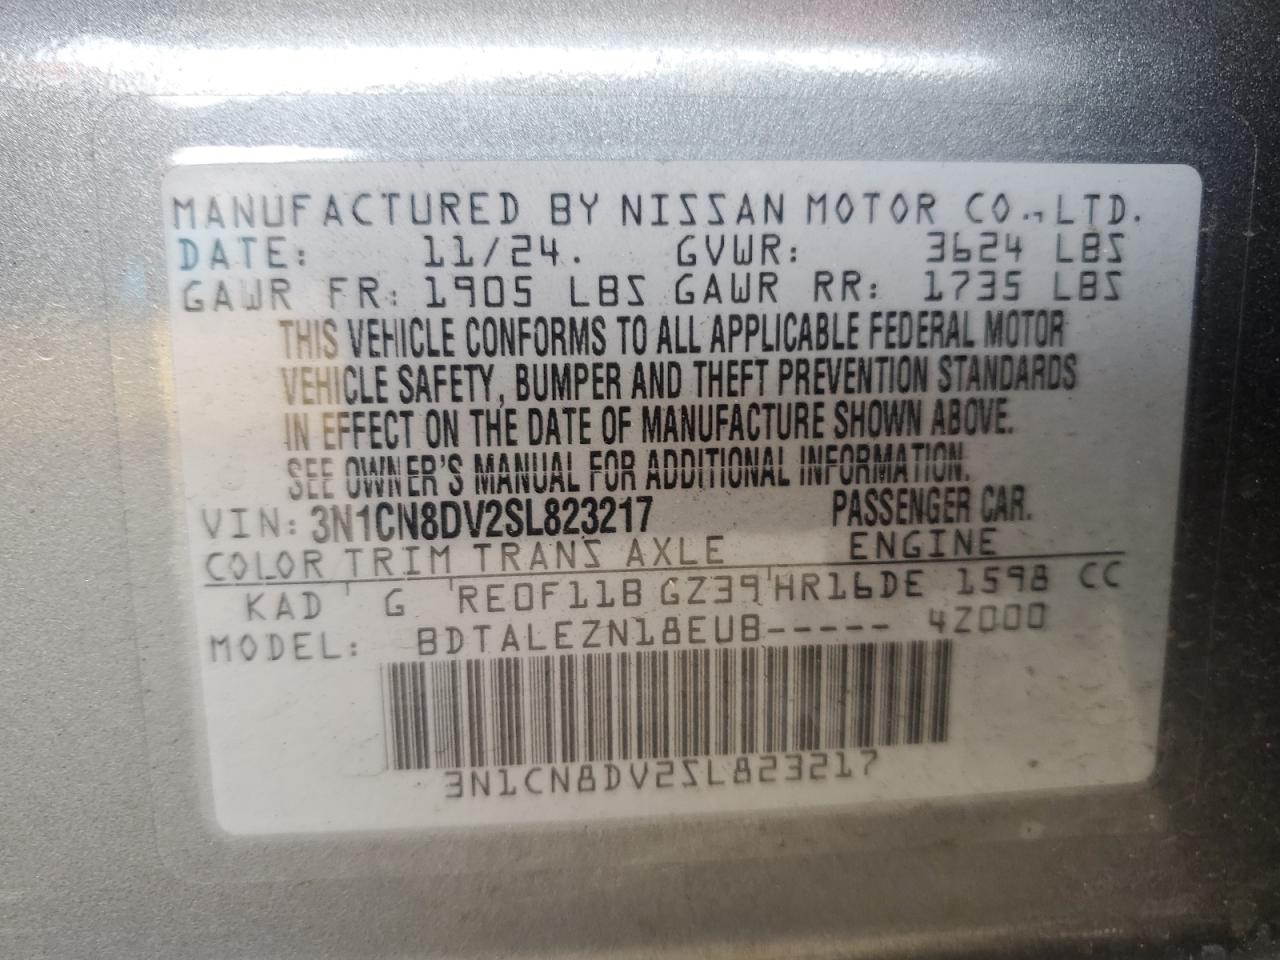 MANUFACTURED BY NISSAN MOTOR CO., LTD.
DATE: 11/24. GVWR: 3624 LBS
GAWR FR: 1905 LBS GAWR RR: 1735 LBS
THIS VEHICLE CONFORMS TO ALL APPLICABLE FEDERAL MOTOR
VEHICLE SAFETY, BUMPER AND THEFT PREVENTION STANDARDS
IN EFFECT ON THE DATE OF MANUFACTURE SHOWN ABOVE.
SEE OWNER'S MANUAL FOR ADDITIONAL INFORMATION.
VIN: 3N1CN8DV2SL823217 PASSENGER CAR.
COLOR TRIM TRANS AXLE ENGINE
KAD G RE0F11B GZ39 HR16DE 1598 CC
MODEL: BDTALEZN18EUB----- 4Z000
3N1CN8DV2SL823217